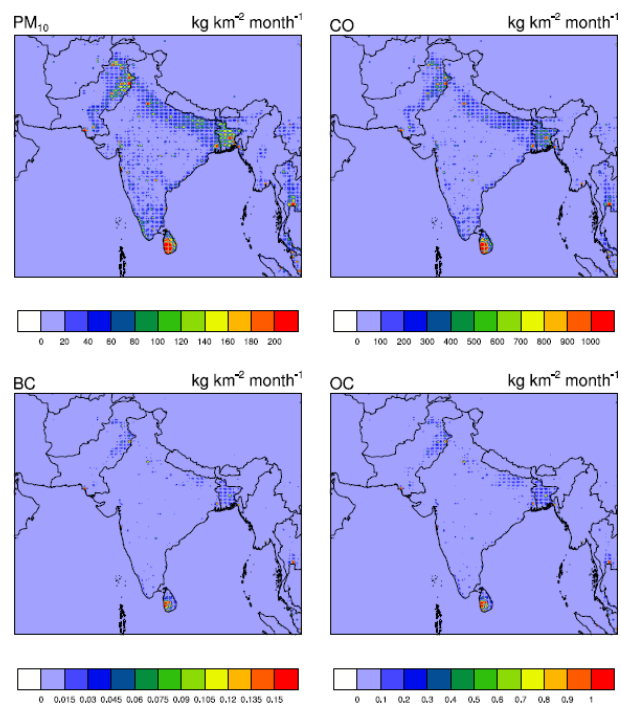 PM₁₀ kg km⁻² month⁻¹
CO kg km⁻² month⁻¹
0 20 40 60 80 100 120 140 160 180 200
0 100 200 300 400 500 600 700 800 900 1000
BC kg km⁻² month⁻¹
OC kg km⁻² month⁻¹
0 0.015 0.03 0.045 0.06 0.075 0.09 0.105 0.12 0.135 0.15
0 0.1 0.2 0.3 0.4 0.5 0.6 0.7 0.8 0.9 1